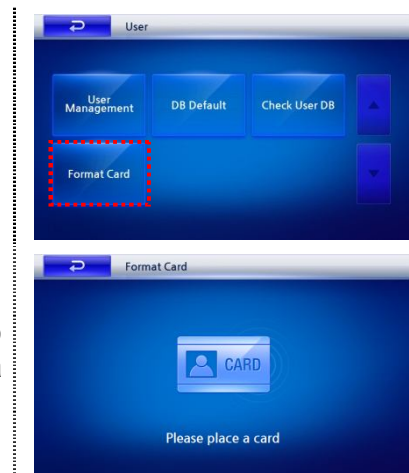 User
User
Management
DB Default
Check User DB
Format Card
Format Card
CARD
Please place a card